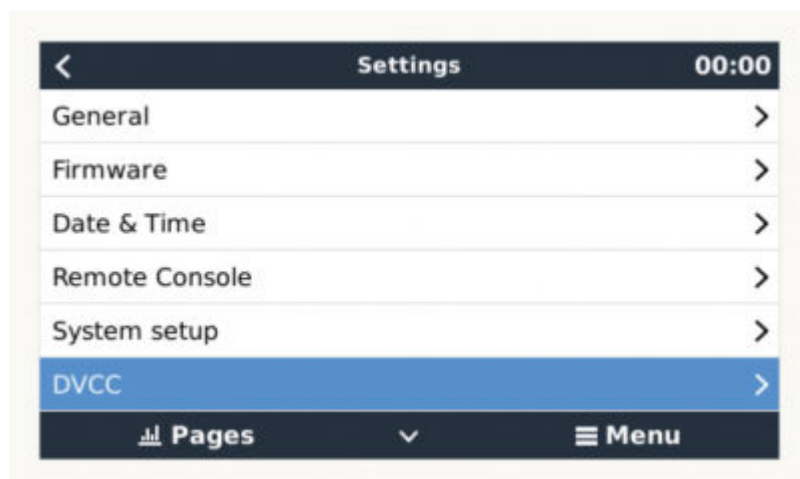 Settings 00:00
General
Firmware
Date & Time
Remote Console
System setup
DVCC
Pages Menu